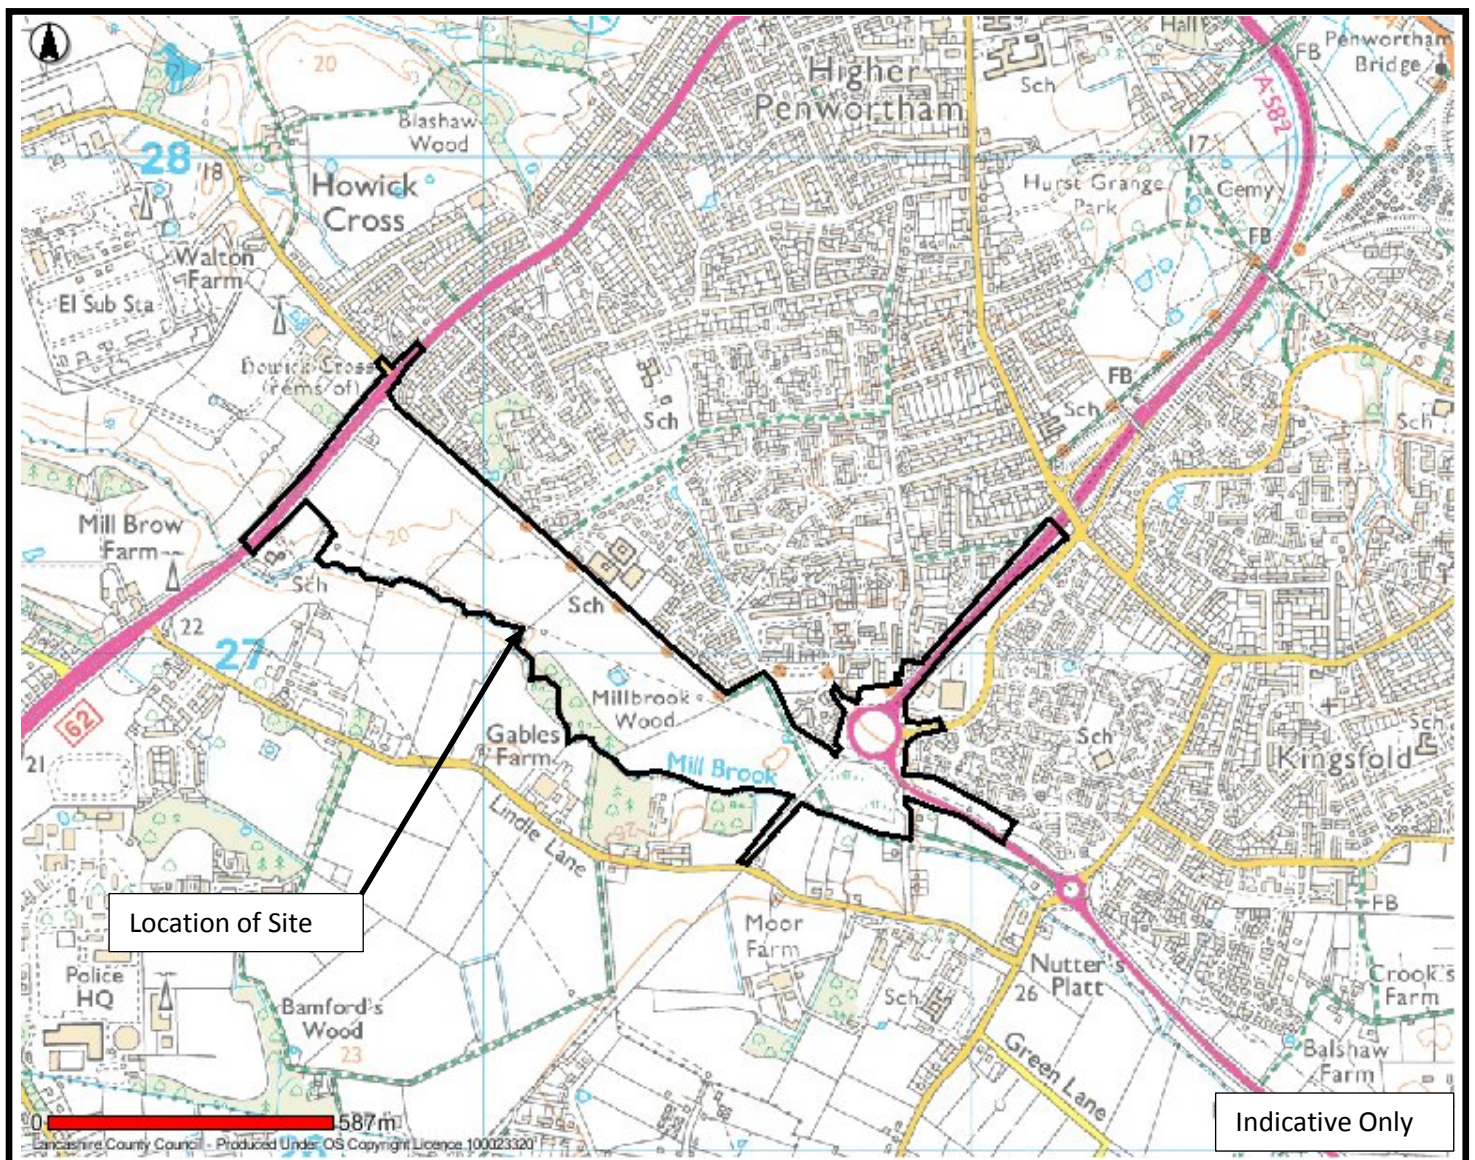 Hall
FB
Penwortham
Bridge
20
Higher
Penwortham
Sch
A 582
Blashaw
Wood
17
28
18
Howick
Cross
Hurst Grange
Park
Cemy
FB
Walton
Farm
El Sub Sta
Howick Cross
(rems of)
FB
Sch
Sch
Sch
Mill Brow
Farm
20
Sch
Sch
22
27
Millbrook
Wood
62
Gables
Farm
Sch
Sch
21
Mill Brook
Kingsfold
Lindle Lane
25
Location of Site
FB
Moor
Farm
Police
HQ
Nutter's
Platt
Crook's
Farm
Sch
26
Bamford's
Wood
23
Green Lane
Balshaw
Farm
0
587m
Indicative Only
Lancashire County Council - Produced Under OS Copyright Licence 100023320